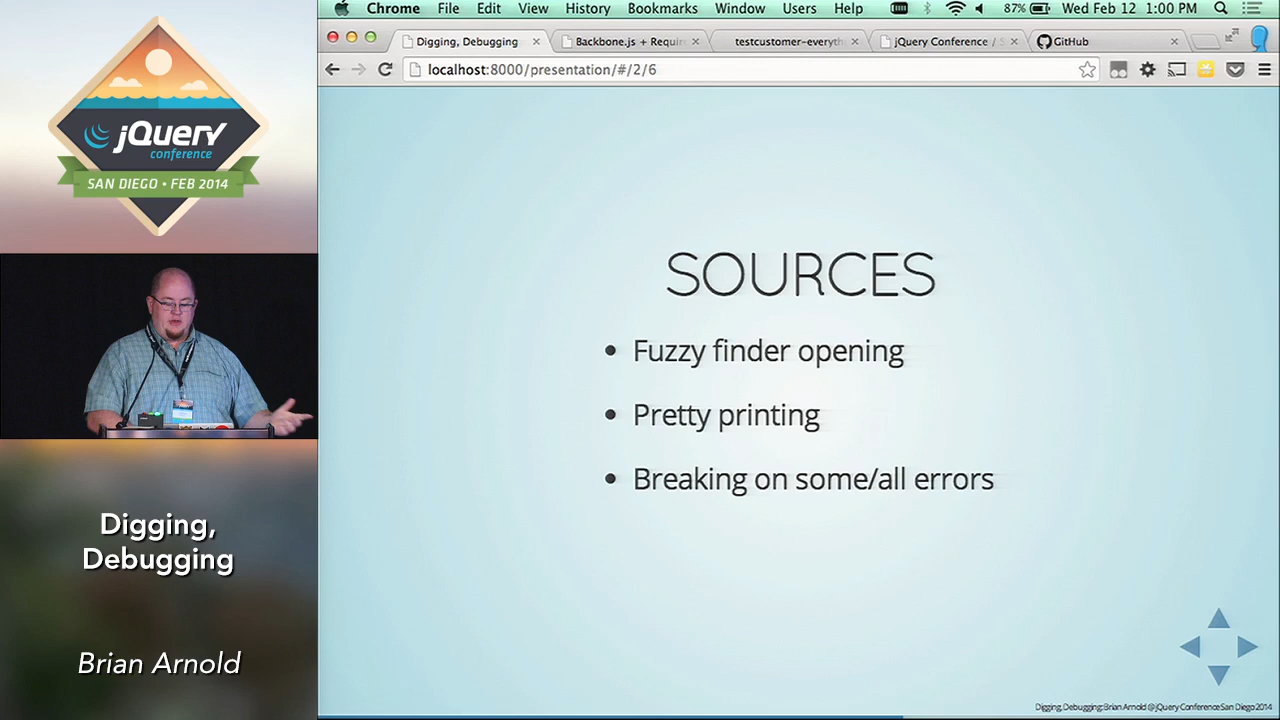 jQuery
conference
SAN DIEGO • FEB 2014
Digging,
Debugging
Brian Arnold
Chrome File Edit View History Bookmarks Window Users Help 87% Wed Feb 12 1:00 PM
Digging, Debugging
Backbone.js + Require
testcustomer-everyth
jQuery Conference / S
GitHub
localhost:8000/presentation/#/2/6
SOURCES
• Fuzzy finder opening
• Pretty printing
• Breaking on some/all errors
Digging, Debugging: Brian Arnold @ jQuery Conference San Diego 2014